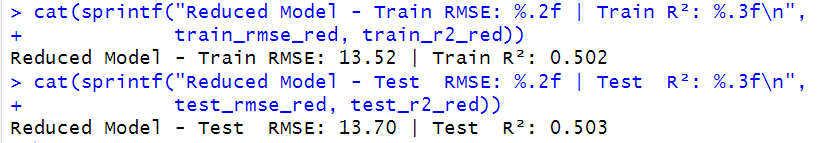 > cat(sprintf("Reduced Model - Train RMSE: %.2f | Train R²: %.3f\n",
+             train_rmse_red, train_r2_red))
Reduced Model - Train RMSE: 13.52 | Train R²: 0.502
> cat(sprintf("Reduced Model - Test  RMSE: %.2f | Test  R²: %.3f\n",
+             test_rmse_red, test_r2_red))
Reduced Model - Test  RMSE: 13.70 | Test  R²: 0.503